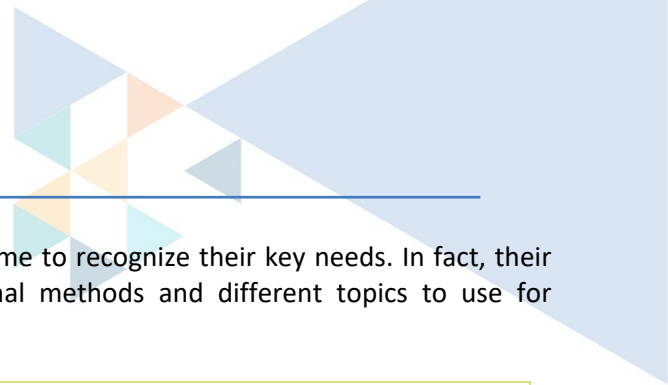 me to recognize their key needs. In fact, their
nal methods and different topics to use for